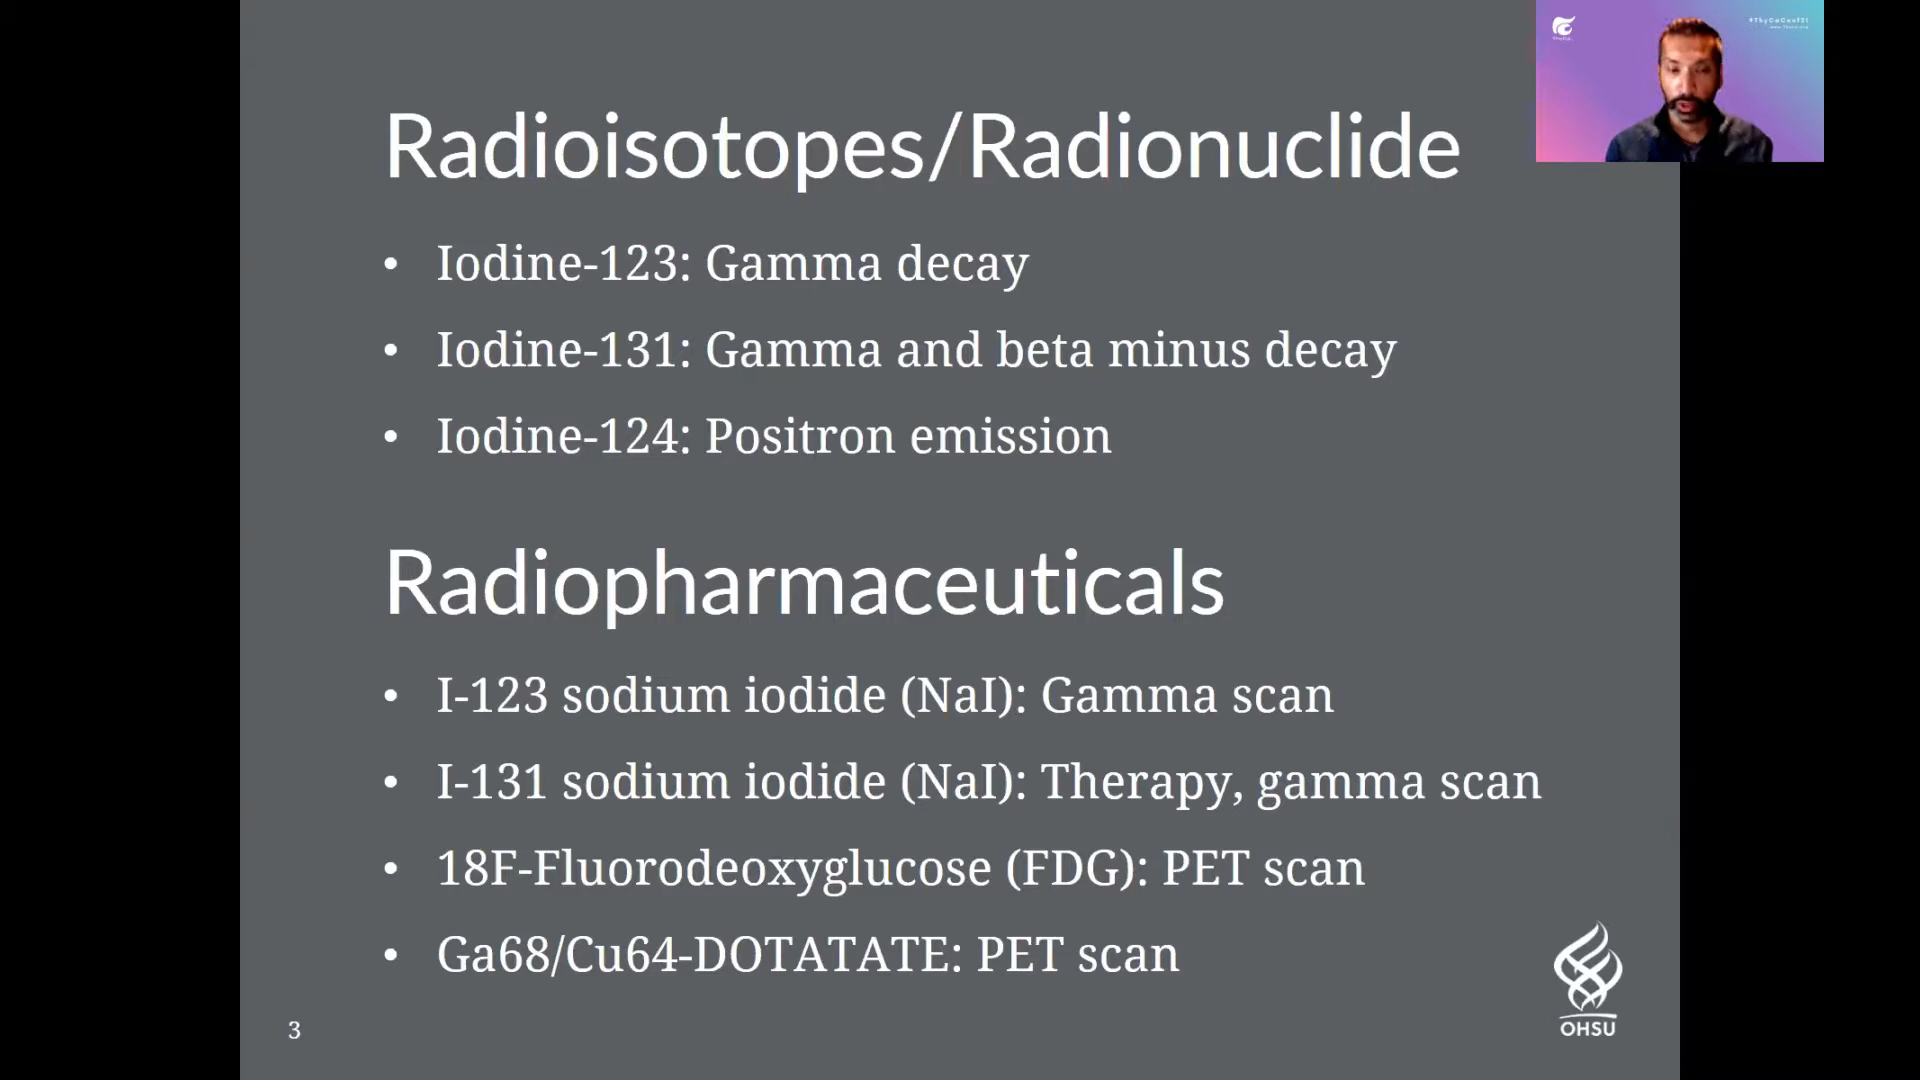 #ThyCaConf21
Radioisotopes/Radionuclide
• Iodine-123: Gamma decay
• Iodine-131: Gamma and beta minus decay
• Iodine-124: Positron emission
Radiopharmaceuticals
• I-123 sodium iodide (NaI): Gamma scan
• I-131 sodium iodide (NaI): Therapy, gamma scan
• 18F-Fluorodeoxyglucose (FDG): PET scan
• Ga68/Cu64-DOTATATE: PET scan
3
OHSU